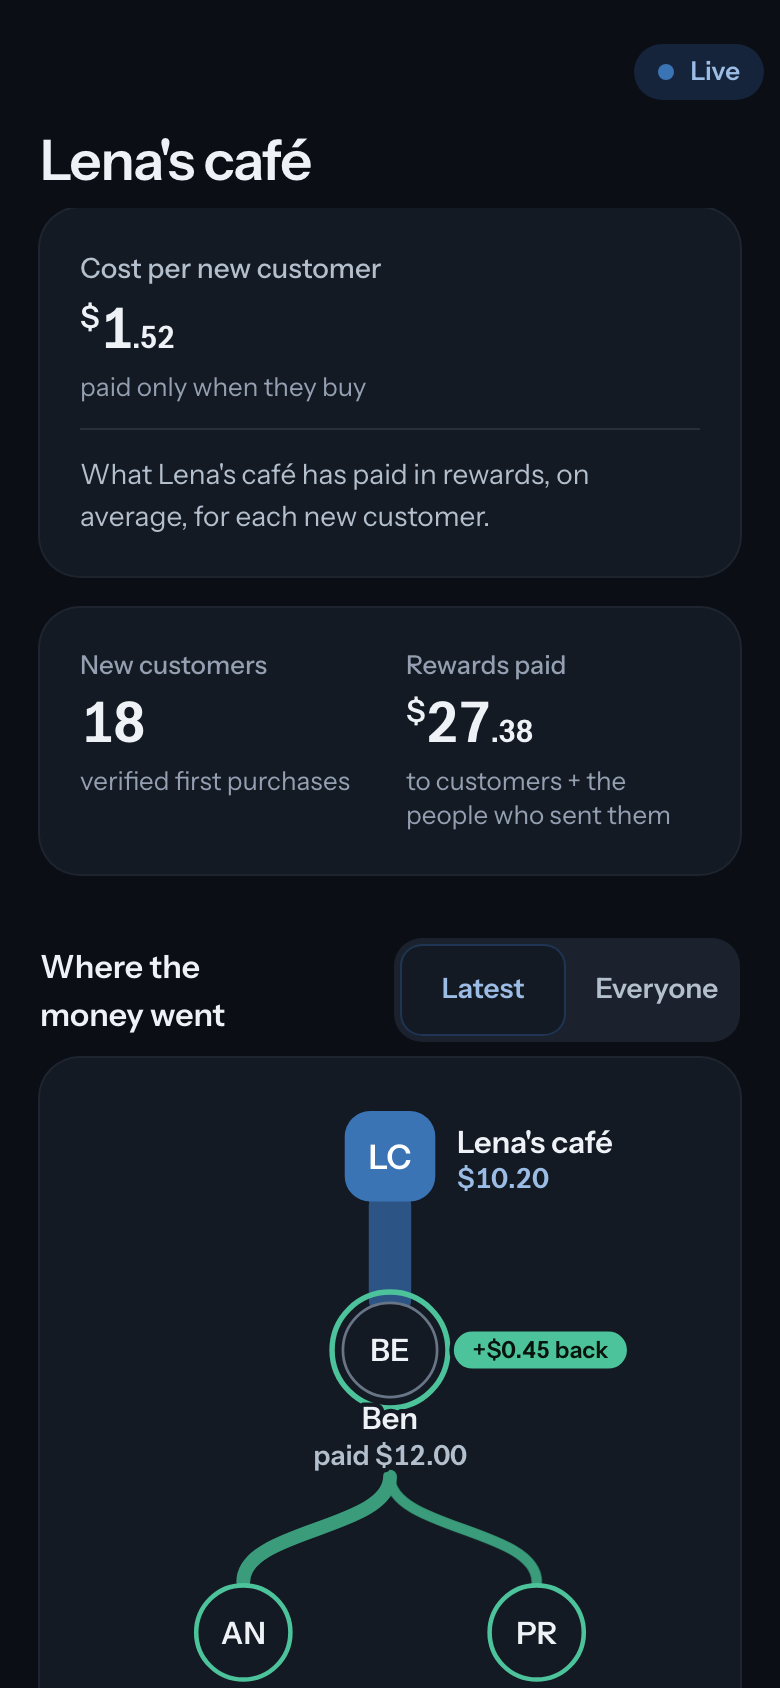 Live
Lena's café
Cost per new customer
$1.52
paid only when they buy
What Lena's café has paid in rewards, on
average, for each new customer.
New customers
18
verified first purchases
Rewards paid
$27.38
to customers + the
people who sent them
Where the
money went
Latest
Everyone
LC
Lena's café
$10.20
BE
+$0.45 back
Ben
paid $12.00
AN
PR